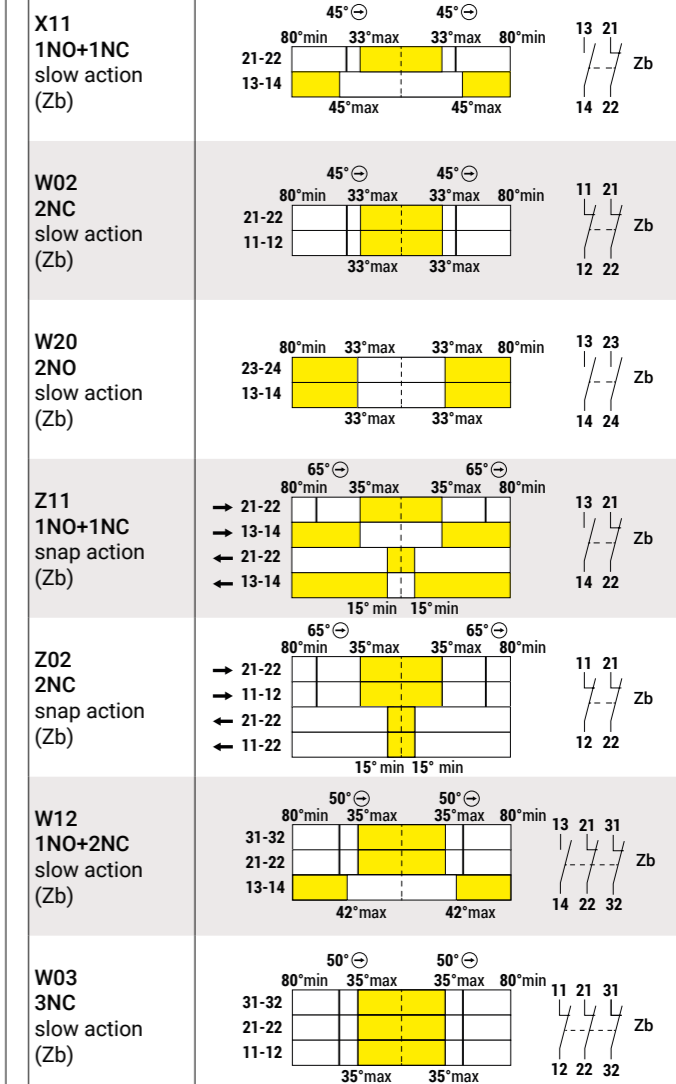 X11
1NO+1NC
slow action
(Zb)
45° 45°
80°min 33°max 33°max 80°min
21-22
13-14
45°max 45°max
13 21
Zb
14 22
W02
2NC
slow action
(Zb)
45° 45°
80°min 33°max 33°max 80°min
21-22
11-12
33°max 33°max
11 21
Zb
12 22
W20
2NO
slow action
(Zb)
80°min 33°max 33°max 80°min
23-24
13-14
33°max 33°max
13 23
Zb
14 24
Z11
1NO+1NC
snap action
(Zb)
65° 65°
80°min 35°max 35°max 80°min
→ 21-22
→ 13-14
← 21-22
← 13-14
15° min 15°min
13 21
Zb
14 22
Z02
2NC
snap action
(Zb)
65° 65°
80°min 35°max 35°max 80°min
→ 21-22
→ 11-12
← 21-22
← 11-22
15° min 15° min
11 21
Zb
12 22
W12
1NO+2NC
slow action
(Zb)
50° 50°
80°min 35°max 35°max 80°min
31-32
21-22
13-14
42°max 42°max
13 21 31
Zb
14 22 32
W03
3NC
slow action
(Zb)
50° 50°
80°min 35°max 35°max 80°min
31-32
21-22
11-12
35°max 35°max
11 21 31
Zb
12 22 32